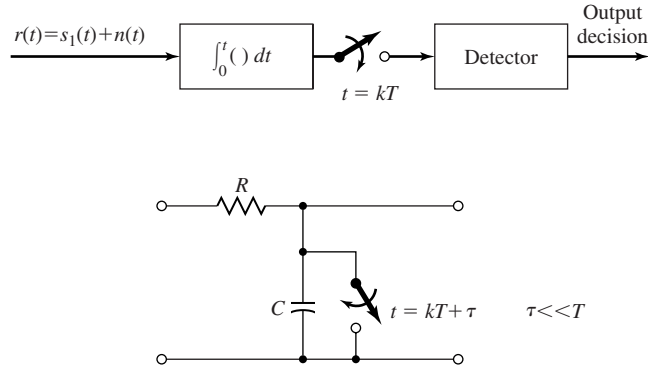 r(t)=s₁(t)+n(t)
∫₀ᵗ( ) dt
t = kT
Detector
Output
decision
R
C
t = kT+τ
τ<<T